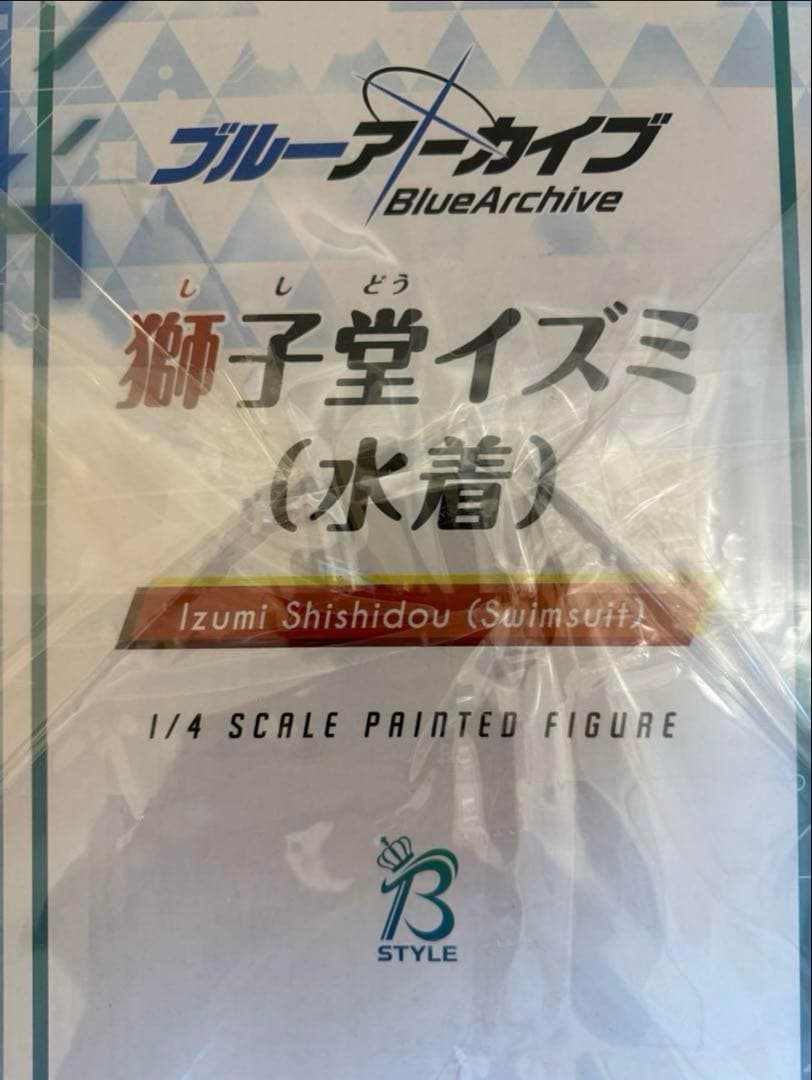 ブルーアーカイブ
BlueArchive
し し どう
獅子堂イズミ
(水着)
Izumi Shishidou (Swimsuit)
1/4 SCALE PAINTED FIGURE
B
STYLE